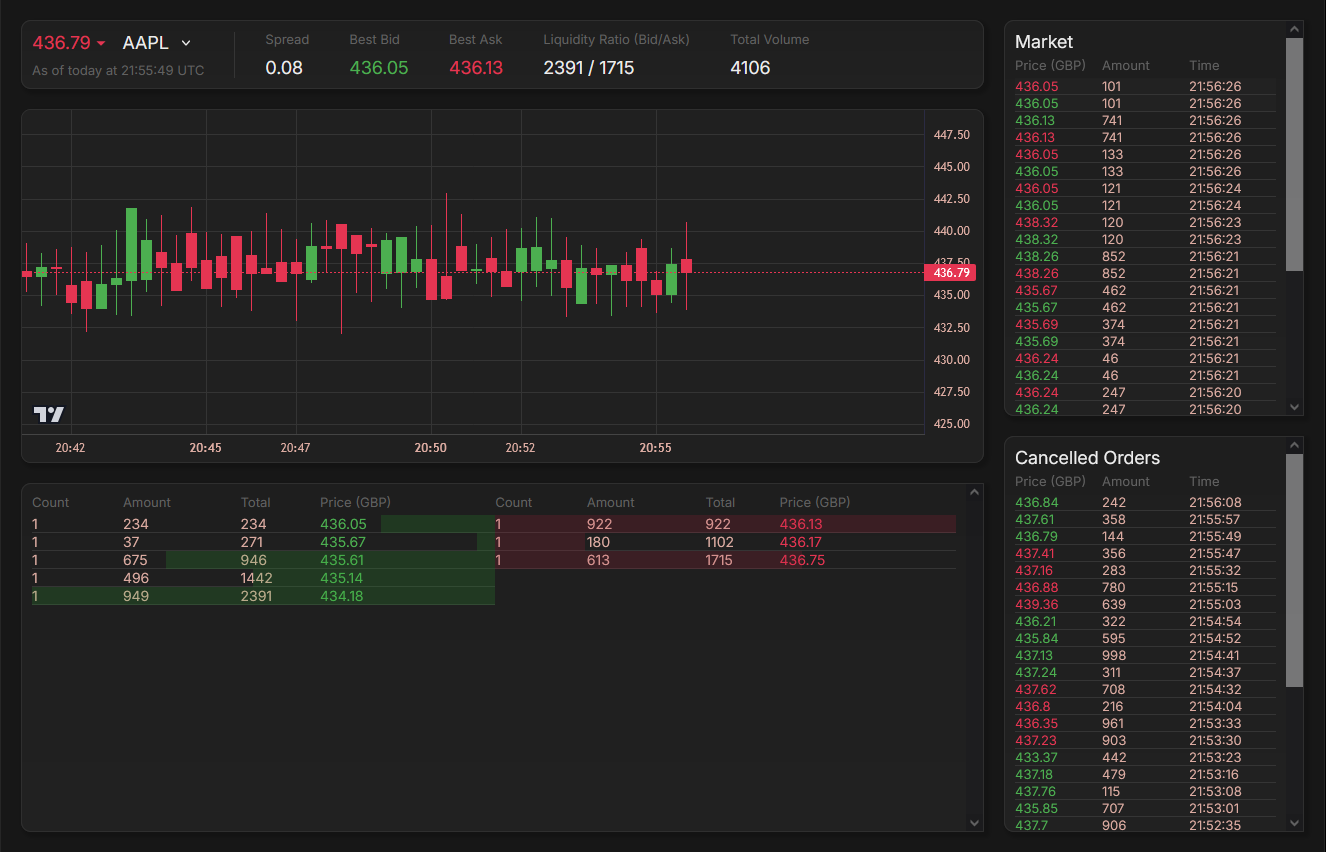 436.79 AAPL
As of today at 21:55:49 UTC
Spread Best Bid Best Ask Liquidity Ratio (Bid/Ask) Total Volume
0.08 436.05 436.13 2391 / 1715 4106
447.50
445.00
442.50
440.00
437.50
436.79
435.00
432.50
430.00
427.50
425.00
20:42 20:45 20:47 20:50 20:52 20:55
Count Amount Total Price (GBP) Count Amount Total Price (GBP)
1 234 234 436.05 1 922 922 436.13
1 37 271 435.67 1 180 1102 436.17
1 675 946 435.61 1 613 1715 436.75
1 496 1442 435.14
1 949 2391 434.18
Market
Price (GBP) Amount Time
436.05 101 21:56:26
436.05 101 21:56:26
436.13 741 21:56:26
436.13 741 21:56:26
436.05 133 21:56:26
436.05 133 21:56:26
436.05 121 21:56:24
436.05 121 21:56:24
438.32 120 21:56:23
438.32 120 21:56:23
438.26 852 21:56:21
438.26 852 21:56:21
435.67 462 21:56:21
435.67 462 21:56:21
435.69 374 21:56:21
435.69 374 21:56:21
436.24 46 21:56:21
436.24 46 21:56:21
436.24 247 21:56:20
436.24 247 21:56:20
Cancelled Orders
Price (GBP) Amount Time
436.84 242 21:56:08
437.61 358 21:55:57
436.79 144 21:55:49
437.41 356 21:55:47
437.16 283 21:55:32
436.88 780 21:55:15
439.36 639 21:55:03
436.21 322 21:54:54
435.84 595 21:54:52
437.13 998 21:54:41
437.24 311 21:54:37
437.62 708 21:54:32
436.8 216 21:54:04
436.35 961 21:53:33
437.23 903 21:53:30
433.37 442 21:53:23
437.18 479 21:53:16
437.76 115 21:53:08
435.85 707 21:53:01
437.7 906 21:52:35